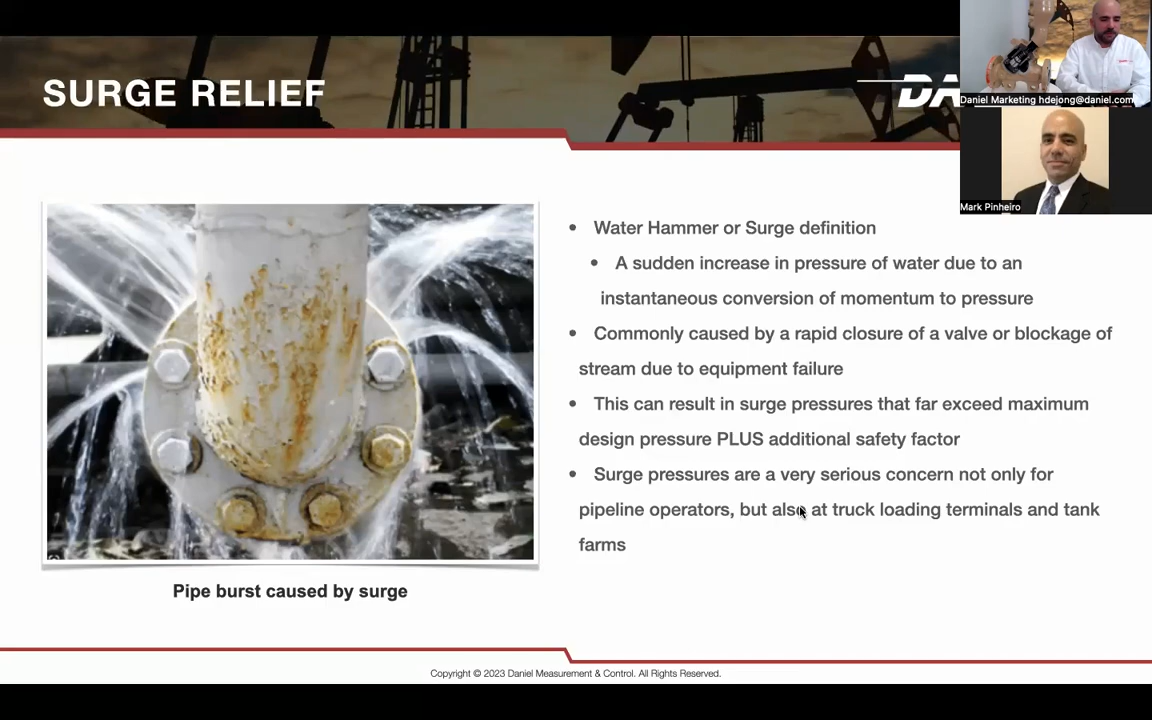 SURGE RELIEF
DA
Daniel Marketing hdejong@daniel.com
Mark Pinheiro
• Water Hammer or Surge definition
• A sudden increase in pressure of water due to an
instantaneous conversion of momentum to pressure
• Commonly caused by a rapid closure of a valve or blockage of
stream due to equipment failure
• This can result in surge pressures that far exceed maximum
design pressure PLUS additional safety factor
• Surge pressures are a very serious concern not only for
pipeline operators, but also at truck loading terminals and tank
farms
Pipe burst caused by surge
Copyright © 2023 Daniel Measurement & Control. All Rights Reserved.